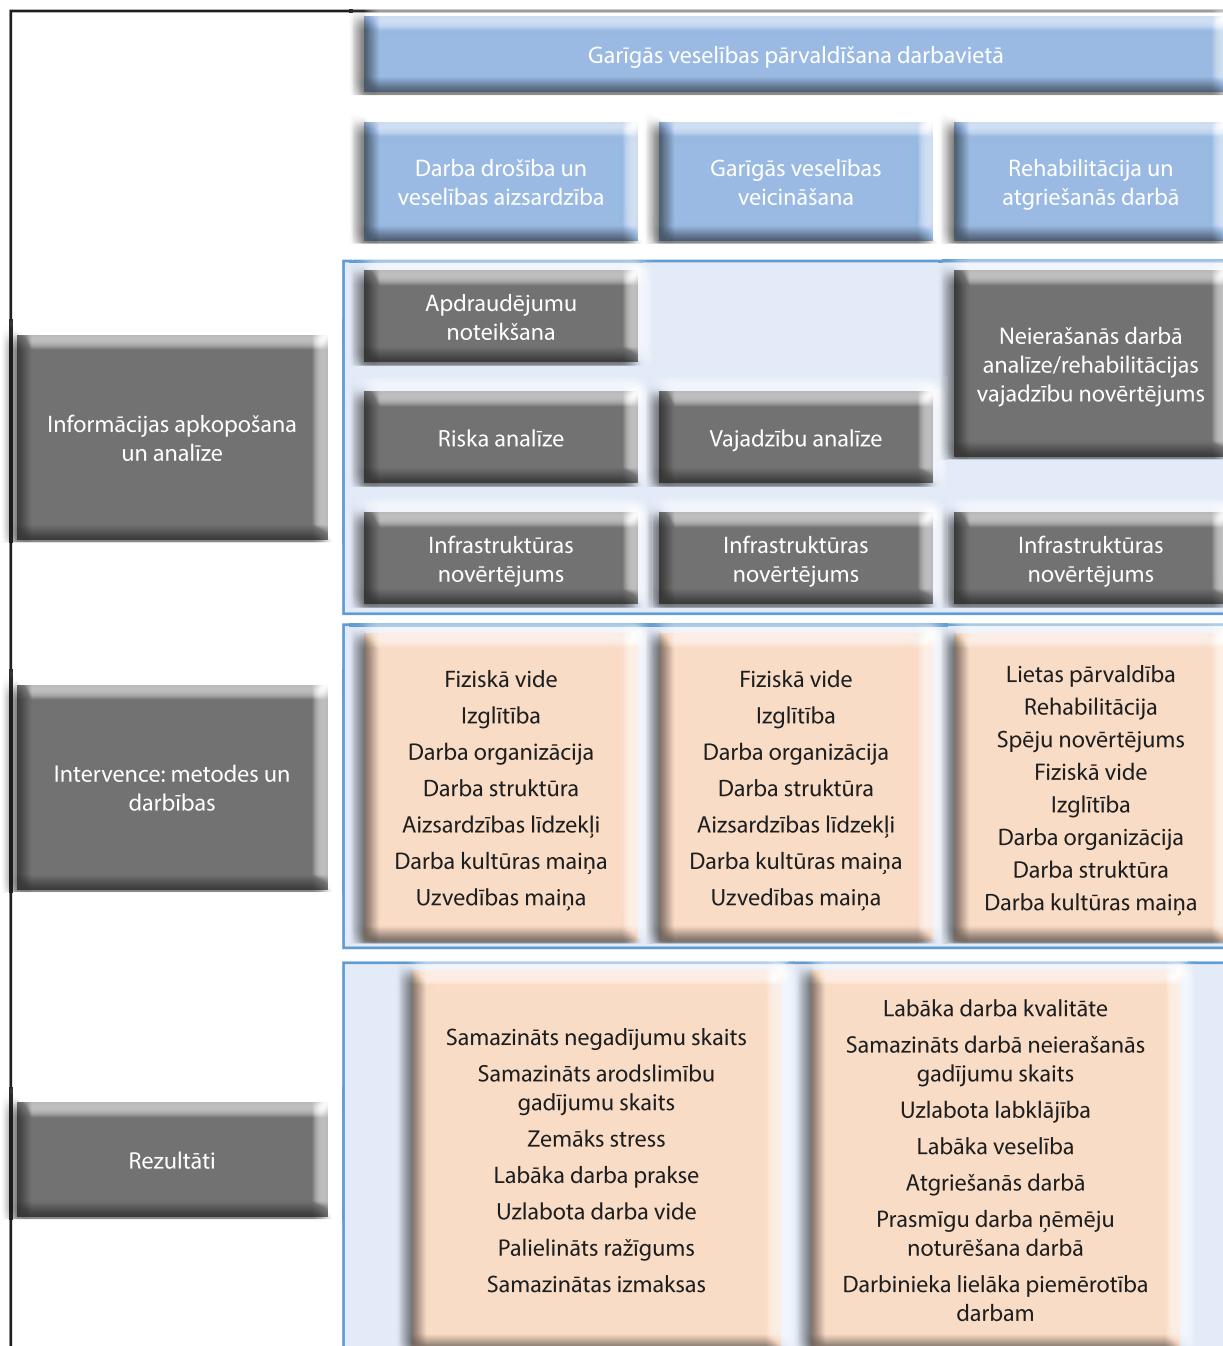 Garīgās veselības pārvaldīšana darbavietā
Darba drošība un
veselības aizsardzība
Garīgās veselības
veicināšana
Rehabilitācija un
atgriešanās darbā
Informācijas apkopošana
un analīze
Apdraudējumu
noteikšana
Riska analīze
Infrastruktūras
novērtējums
Vajadzību analīze
Infrastruktūras
novērtējums
Neierašanās darbā
analīze/rehabilitācijas
vajadzību novērtējums
Infrastruktūras
novērtējums
Intervence: metodes un
darbības
Fiziskā vide
Izglītība
Darba organizācija
Darba struktūra
Aizsardzības līdzekļi
Darba kultūras maiņa
Uzvedības maiņa
Fiziskā vide
Izglītība
Darba organizācija
Darba struktūra
Aizsardzības līdzekļi
Darba kultūras maiņa
Uzvedības maiņa
Lietas pārvaldība
Rehabilitācija
Spēju novērtējums
Fiziskā vide
Izglītība
Darba organizācija
Darba struktūra
Darba kultūras maiņa
Rezultāti
Samazināts negadījumu skaits
Samazināts arodslimību
gadījumu skaits
Zemāks stress
Labāka darba prakse
Uzlabota darba vide
Palielināts ražīgums
Samazinātas izmaksas
Labāka darba kvalitāte
Samazināts darbā neierašanās
gadījumu skaits
Uzlabota labklājība
Labāka veselība
Atgriešanās darbā
Prasmīgu darba ņēmēju
noturēšana darbā
Darbinieka lielāka piemērotība
darbam